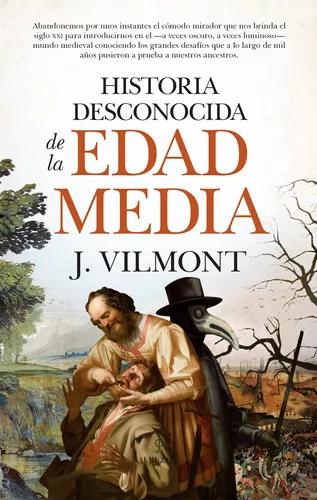 Abandonemos por unos instantes el cómodo mirador que nos brinda el
siglo XXI para introducirnos en el —a veces oscuro, a veces luminoso—
mundo medieval conociendo los grandes desafíos que a lo largo de mil
años pusieron a prueba a nuestros ancestros.
HISTORIA
DESCONOCIDA
de la EDAD
MEDIA
J. VILMONT
ALMUZARA